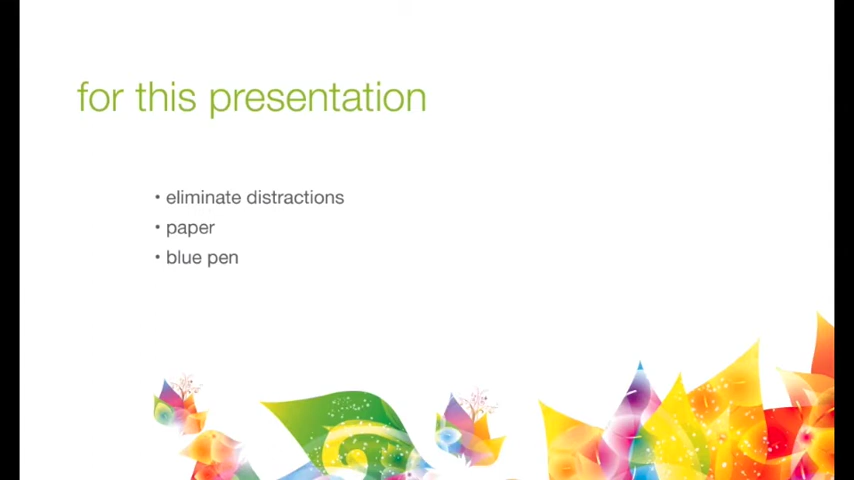 for this presentation
• eliminate distractions
• paper
• blue pen